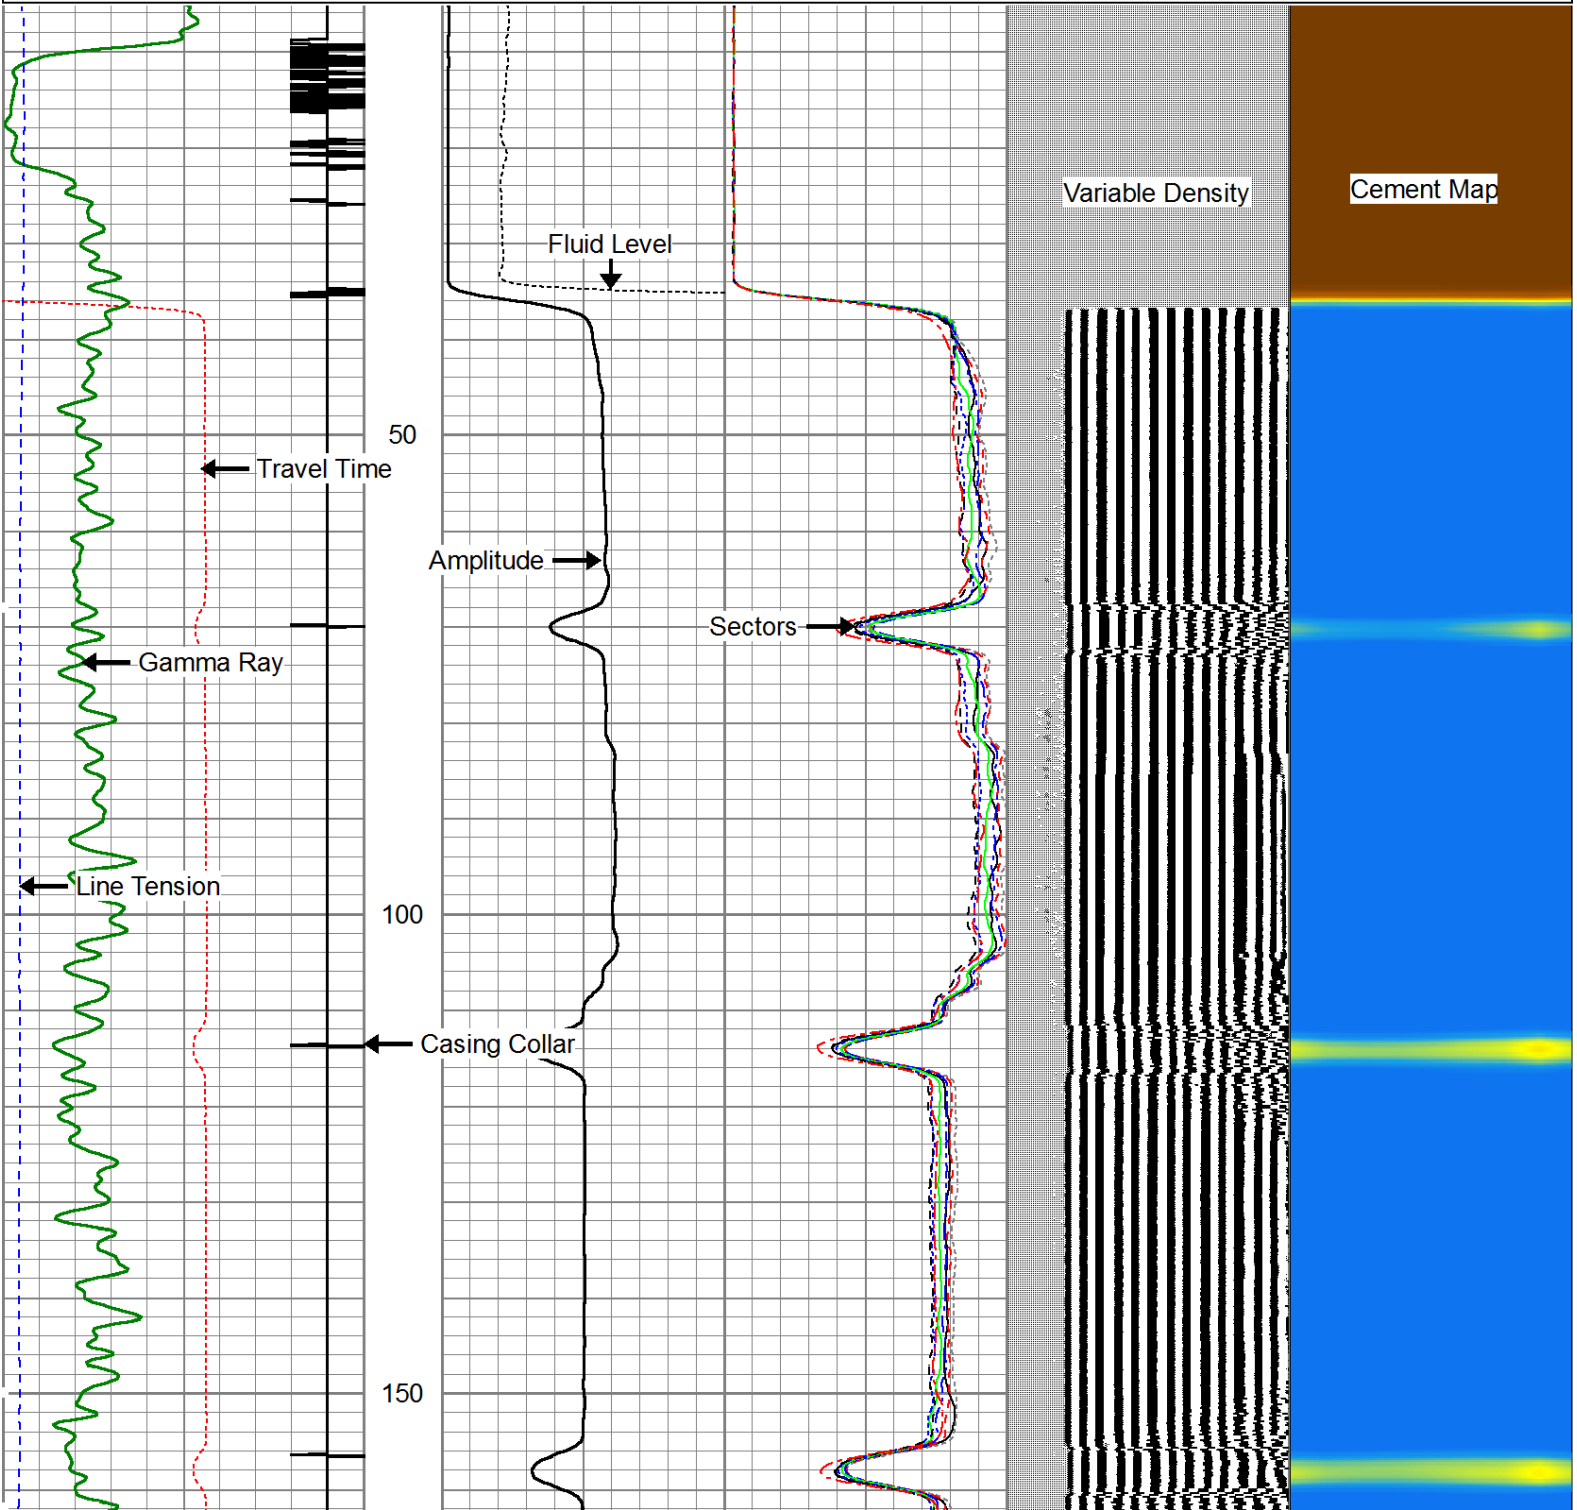 Variable Density
Cement Map
Fluid Level
50
Travel Time
Amplitude
Sectors
Gamma Ray
Line Tension
100
Casing Collar
150